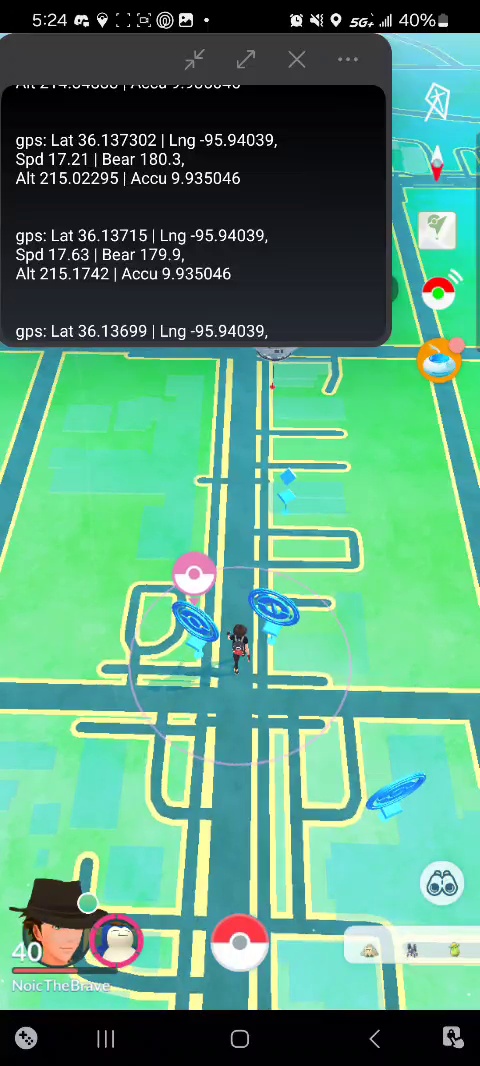 5:24
5G+
40%
gps: Lat 36.137302 | Lng -95.94039,
Spd 17.21 | Bear 180.3,
Alt 215.02295 | Accu 9.935046
gps: Lat 36.13715 | Lng -95.94039,
Spd 17.63 | Bear 179.9,
Alt 215.1742 | Accu 9.935046
gps: Lat 36.13699 | Lng -95.94039,
40
NoicTheBrave